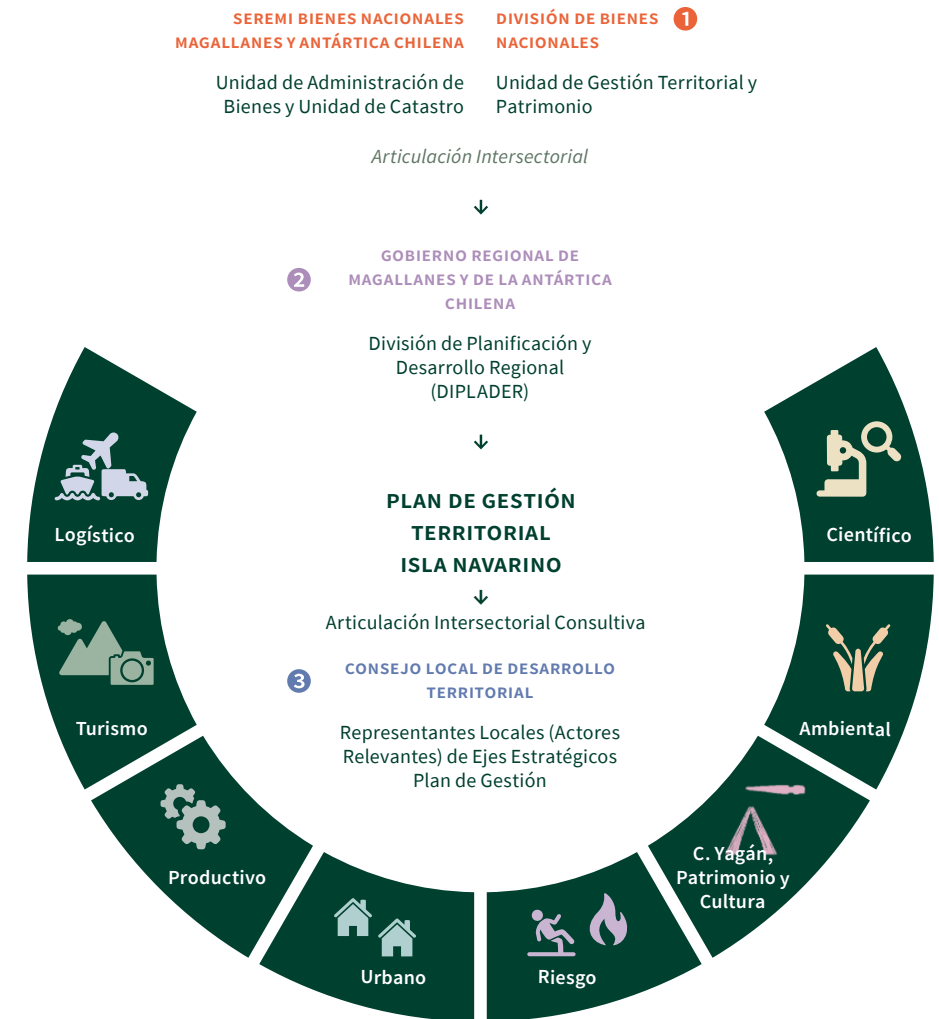 SEREMI BIENES NACIONALES
MAGALLANES Y ANTÁRTICA CHILENA
Unidad de Administración de
Bienes y Unidad de Catastro
DIVISIÓN DE BIENES
NACIONALES
1
Unidad de Gestión Territorial y
Patrimonio
Articulación Intersectorial
↓
2
GOBIERNO REGIONAL DE
MAGALLANES Y DE LA ANTÁRTICA
CHILENA
División de Planificación y
Desarrollo Regional
(DIPLADER)
↓
PLAN DE GESTIÓN
TERRITORIAL
ISLA NAVARINO
↓
Articulación Intersectorial Consultiva
3
CONSEJO LOCAL DE DESARROLLO
TERRITORIAL
Representantes Locales (Actores
Relevantes) de Ejes Estratégicos
Plan de Gestión
Logístico
Turismo
Productivo
Urbano
Riesgo
C. Yagán,
Patrimonio y
Cultura
Ambiental
Científico